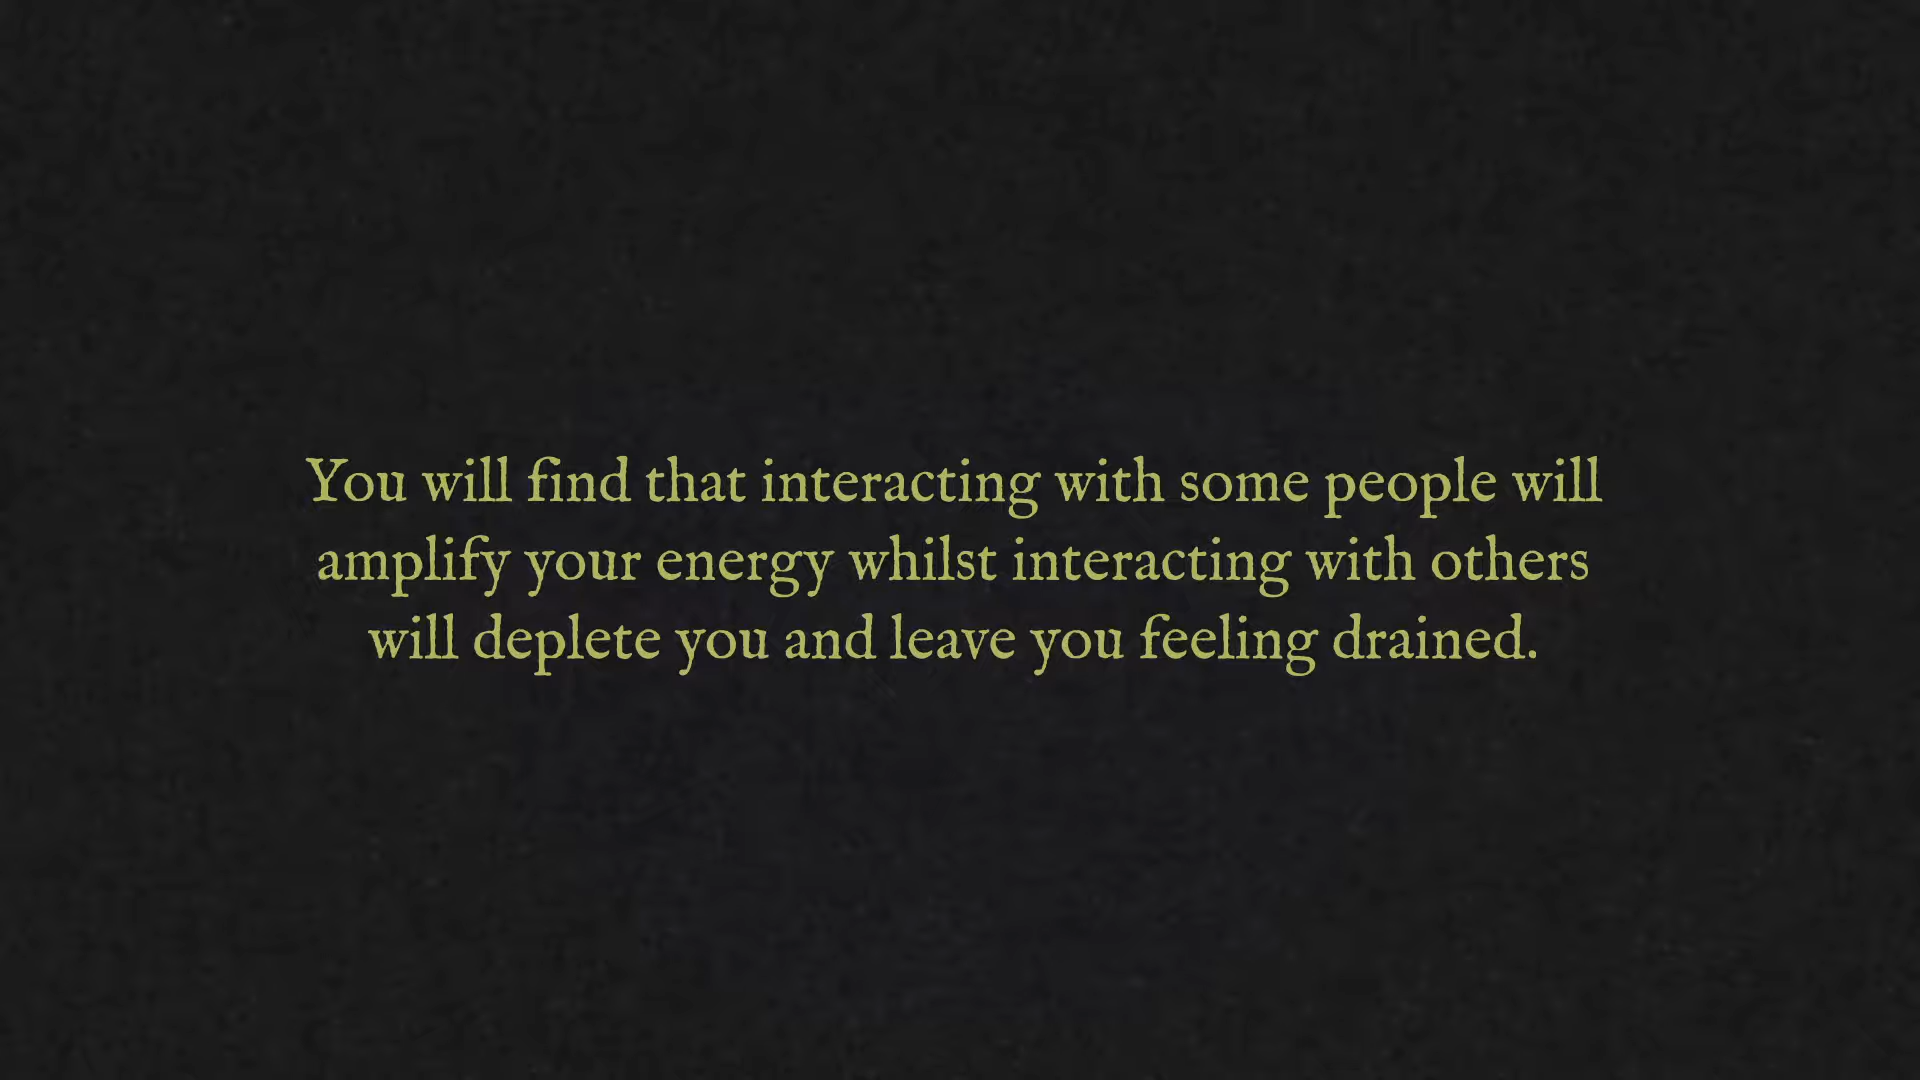 You will find that interacting with some people will
amplify your energy whilst interacting with others
will deplete you and leave you feeling drained.